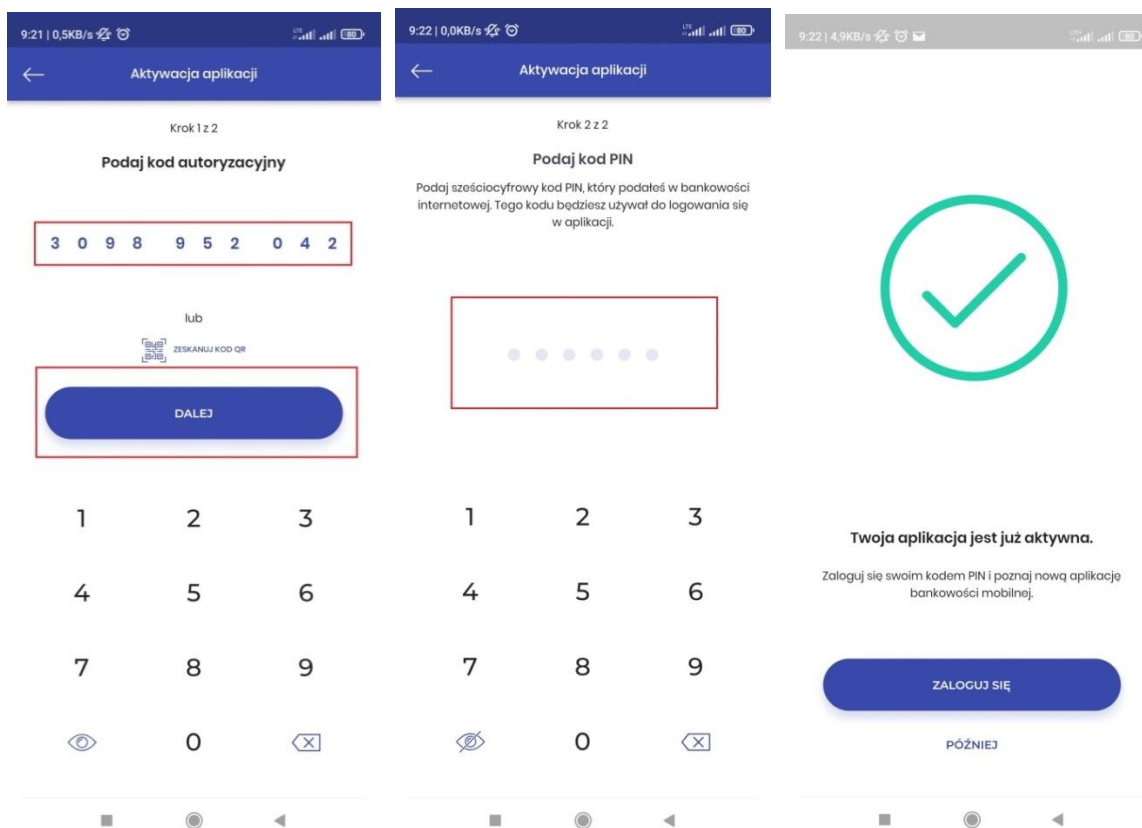 9:21 | 0,5KB/s
LTE
80
Aktywacja aplikacji
Krok 1 z 2
Podaj kod autoryzacyjny
3 0 9 8 9 5 2 0 4 2
lub
ZESKANUJ KOD QR
DALEJ
1 2 3
4 5 6
7 8 9
0
9:22 | 0,0KB/s
LTE
80
Aktywacja aplikacji
Krok 2 z 2
Podaj kod PIN
Podaj sześciocyfrowy kod PIN, który podałeś w bankowości
internetowej. Tego kodu będziesz używał do logowania się
w aplikacji.
1 2 3
4 5 6
7 8 9
0
9:22 | 4,9KB/s
80
Twoja aplikacja jest już aktywna.
Zaloguj się swoim kodem PIN i poznaj nową aplikację
bankowości mobilnej.
ZALOGUJ SIĘ
PÓŹNIEJ